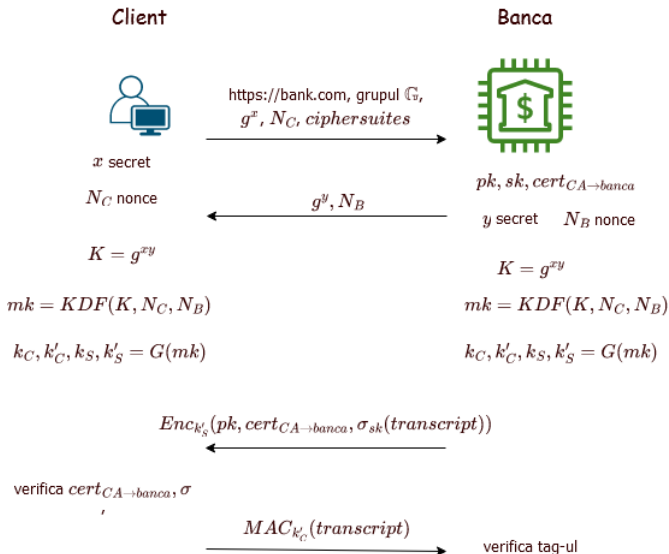 Client
Banca
https://bank.com, grupul 𝔾,
g^x, N_C, ciphersuites
x secret
N_C nonce
pk, sk, cert_{CA→banca}
g^y, N_B
y secret N_B nonce
K = g^{xy}
K = g^{xy}
mk = KDF(K, N_C, N_B)
mk = KDF(K, N_C, N_B)
k_C, k'_C, k_S, k'_S = G(mk)
k_C, k'_C, k_S, k'_S = G(mk)
Enc_{k'_S}(pk, cert_{CA→banca}, σ_{sk}(transcript))
verifica cert_{CA→banca}, σ
,
MAC_{k'_C}(transcript)
verifica tag-ul